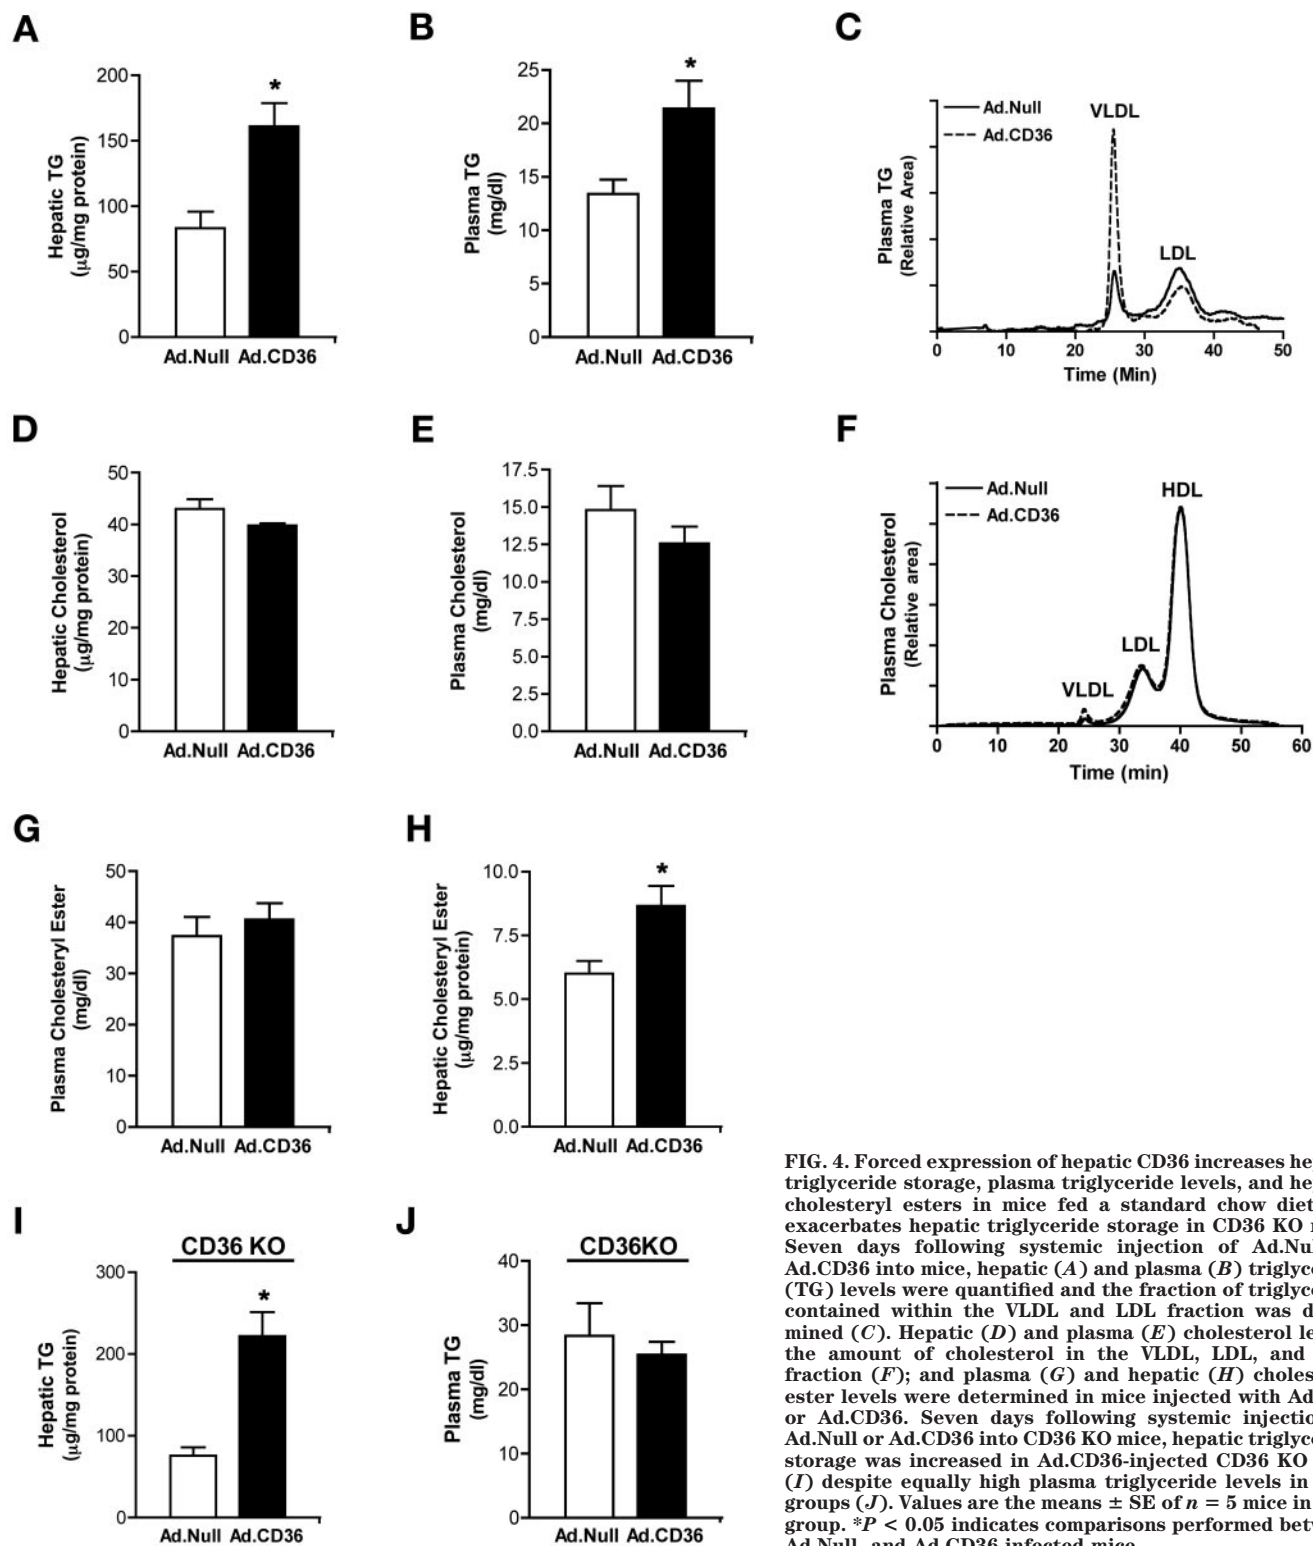 A
200
150
100
50
0
Hepatic TG
(µg/mg protein)
*
Ad.Null Ad.CD36
B
25
20
15
10
5
0
Plasma TG
(mg/dl)
*
Ad.Null Ad.CD36
C
Ad.Null
Ad.CD36
VLDL
LDL
Plasma TG
(Relative Area)
0 10 20 30 40 50
Time (Min)
D
50
40
30
20
10
0
Hepatic Cholesterol
(µg/mg protein)
Ad.Null Ad.CD36
E
17.5
15.0
12.5
10.0
7.5
5.0
2.5
0.0
Plasma Cholesterol
(mg/dl)
Ad.Null Ad.CD36
F
Ad.Null
Ad.CD36
HDL
LDL
VLDL
Plasma Cholesterol
(Relative area)
0 10 20 30 40 50 60
Time (min)
G
50
40
30
20
10
0
Plasma Cholesteryl Ester
(mg/dl)
Ad.Null Ad.CD36
H
10.0
7.5
5.0
2.5
0.0
Hepatic Cholesteryl Ester
(µg/mg protein)
*
Ad.Null Ad.CD36
I
CD36 KO
300
200
100
0
Hepatic TG
(µg/mg protein)
*
Ad.Null Ad.CD36
J
CD36KO
40
30
20
10
0
Plasma TG
(mg/dl)
Ad.Null Ad.CD36
FIG. 4. Forced expression of hepatic CD36 increases he
triglyceride storage, plasma triglyceride levels, and he
cholesteryl esters in mice fed a standard chow diet
exacerbates hepatic triglyceride storage in CD36 KO
Seven days following systemic injection of Ad.Nul
Ad.CD36 into mice, hepatic (A) and plasma (B) triglyc
(TG) levels were quantified and the fraction of triglyc
contained within the VLDL and LDL fraction was d
mined (C). Hepatic (D) and plasma (E) cholesterol le
the amount of cholesterol in the VLDL, LDL, and
fraction (F); and plasma (G) and hepatic (H) choles
ester levels were determined in mice injected with Ad
or Ad.CD36. Seven days following systemic injectio
Ad.Null or Ad.CD36 into CD36 KO mice, hepatic triglyc
storage was increased in Ad.CD36-injected CD36 KO
(I) despite equally high plasma triglyceride levels in
groups (J). Values are the means ± SE of n = 5 mice in
group. *P < 0.05 indicates comparisons performed betw
Ad.Null- and Ad.CD36-infected mice.